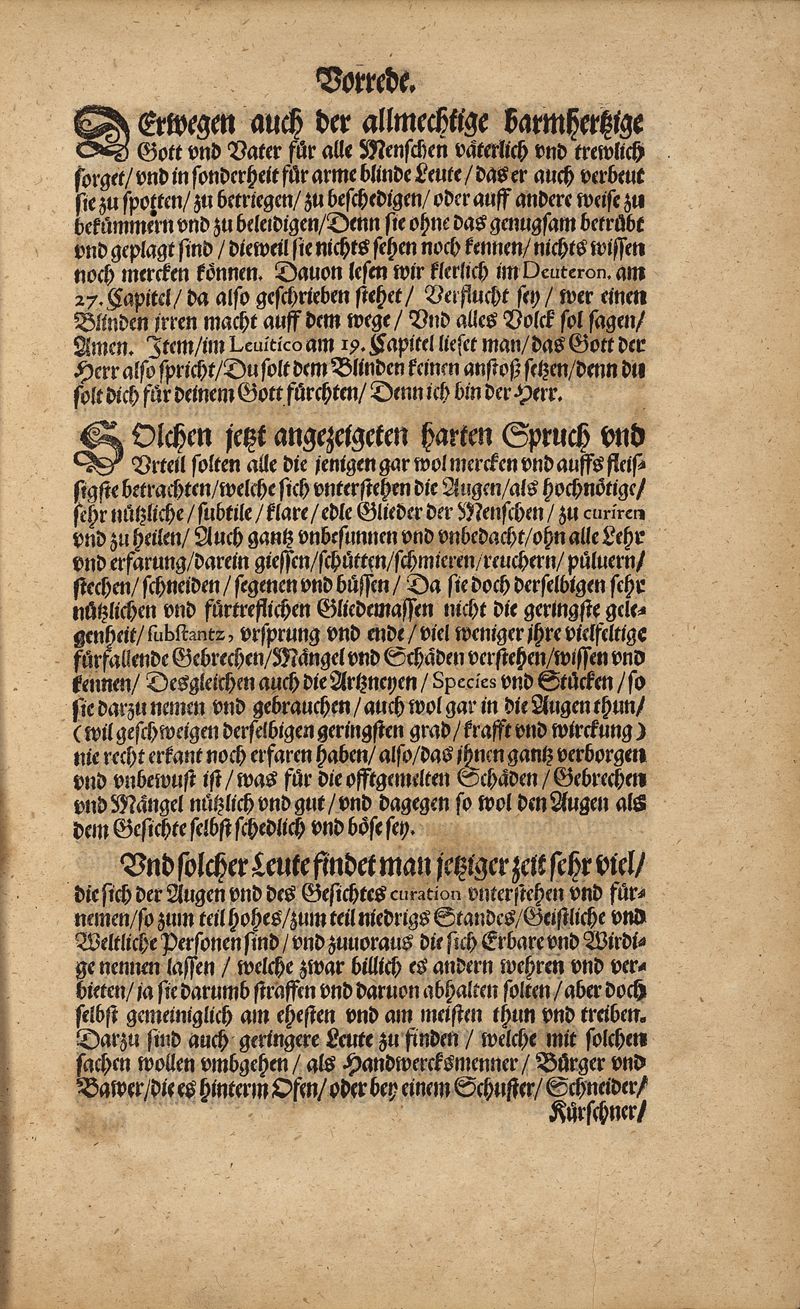 Vorrede.
DErwegen auch der allmechtige barmhertzige
Gott vnd Vater für alle Menschen väterlich vnd trewlich
sorget/ vnd in sonderheit für arme blinde Leute/ das er auch verbeut
sie zu spotten/ zu betriegen/ zu beschedigen/ oder auff andere weise zu
bekümmern vnd zu beleidigen/ Denn sie ohne das genugsam betrübt
vnd geplagt sind/ dieweil sie nichts sehen noch kennen/ nichts wissen
noch mercken können. Dauon lesen wir klerlich im Deuteron. am
27. Capitel/ da also geschrieben stehet/ Verflucht sey/ wer einen
Blinden jrren macht auff dem wege/ Vnd alles Volck sol sagen/
Amen. Item/ im Leuitico am 19. Capitel lieset man/ das Gott der
Herr also spricht/ Du solt dem Blinden keinen anstoß setzen/ denn du
solt dich für deinem Gott fürchten/ Denn ich bin der Herr.
SOlchen jetzt angezeigeten harten Spruch vnd
Vrteil solten alle die jenigen gar wol mercken vnd auffs fleis-
sigste betrachten/ welche sich vnterstehen die Augen/ als hochnötige/
sehr nützliche/ subtile/ klare/ edle Glieder der Menschen/ zu curiren
vnd zu heilen/ Auch gantz vnbesunnen vnd vnbedacht/ ohn alle Lehr
vnd erfarung/ darein giessen/ schütten/ schmieren/ reuchern/ püluern/
stechen/ schneiden/ segenen vnd büssen/ Da sie doch derselbigen sehr
nützlichen vnd fürtreflichen Gliedemassen nicht die geringste gele-
genheit/ substantz, vrsprung vnd ende/ viel weniger jhre vielfeltige
fürfallende Gebrechen/ Mängel vnd Schäden verstehen/ wissen vnd
kennen/ Desgleichen auch die Artzneyen/ Species vnd Stücken/ so
sie darzu nemen vnd gebrauchen/ auch wol gar in die Augen thun/
(wil geschweigen derselbigen geringsten grad/ krafft vnd wirckung)
nie recht erkant noch erfaren haben/ also/ das jhnen gantz verborgen
vnd vnbewust ist/ was für die offtgemelten Schäden/ Gebrechen
vnd Mängel nützlich vnd gut/ vnd dagegen so wol den Augen als
dem Gesichte selbst schedlich vnd böse sey.
Vnd solcher Leute findet man jetziger zeit sehr viel/
die sich der Augen vnd des Gesichtes curation vnterstehen vnd für-
nemen/ so zum teil hohes/ zum teil niedrigs Standes/ Geistliche vnd
Weltliche Personen sind/ vnd zuuoraus die sich Erbare vnd Wirdi-
ge nennen lassen/ welche zwar billich es andern wehren vnd ver-
bieten/ ja sie darumb straffen vnd daruon abhalten solten/ aber doch
selbst gemeiniglich am ehesten vnd am meisten thun vnd treiben.
Darzu sind auch geringere Leute zu finden/ welche mit solchen
sachen wollen vmbgehen/ als Handwercksmenner/ Bürger vnd
Bawer/ die es hinterm Ofen/ oder bey einem Schuster/ Schneider/
Kürschner/